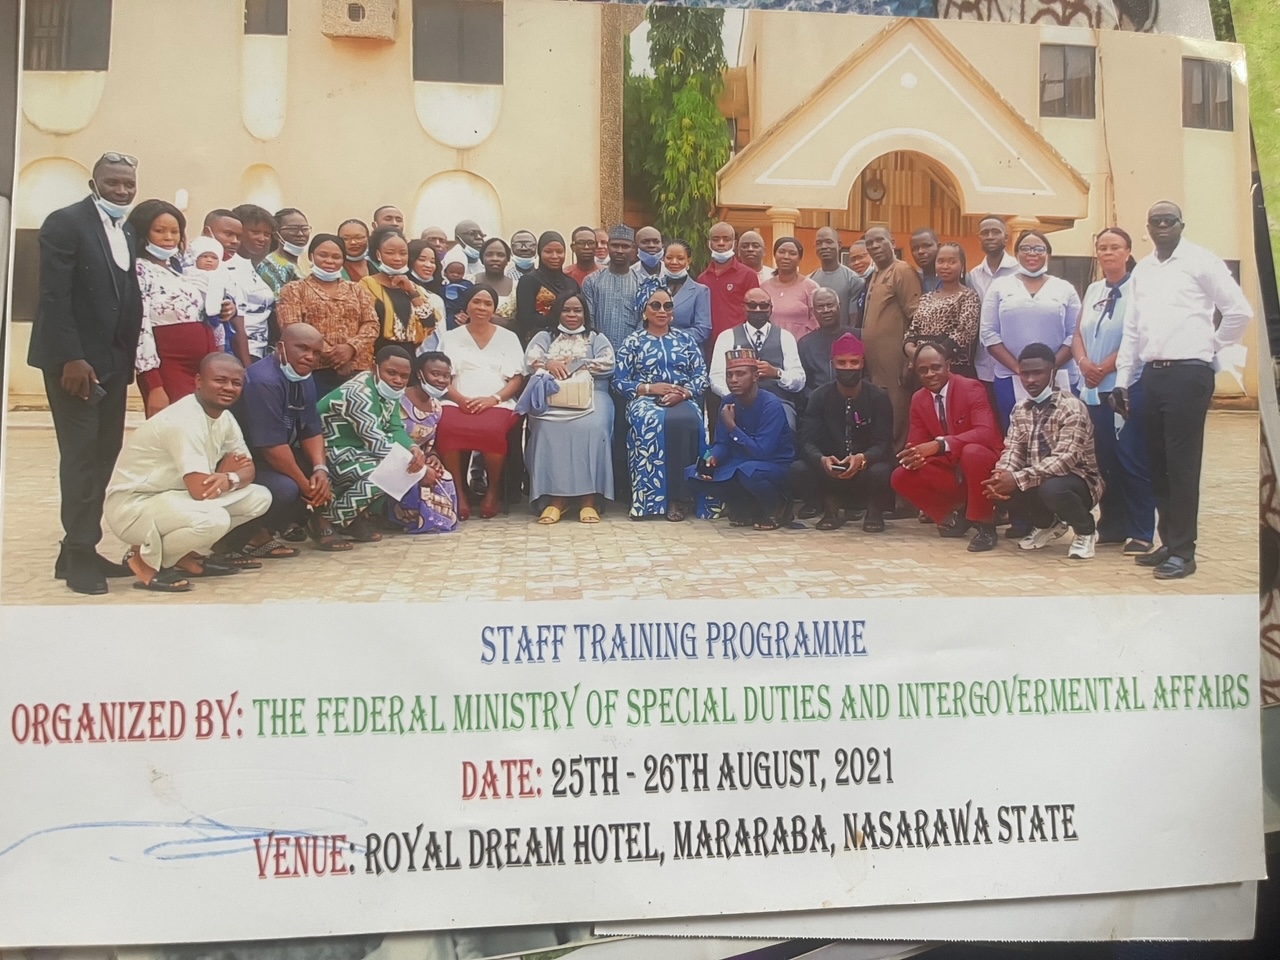 STAFF TRAINING PROGRAMME
ORGANIZED BY: THE FEDERAL MINISTRY OF SPECIAL DUTIES AND INTERGOVERMENTAL AFFAIRS
DATE: 25TH - 26TH AUGUST, 2021
VENUE: ROYAL DREAM HOTEL, MARARABA, NASARAWA STATE